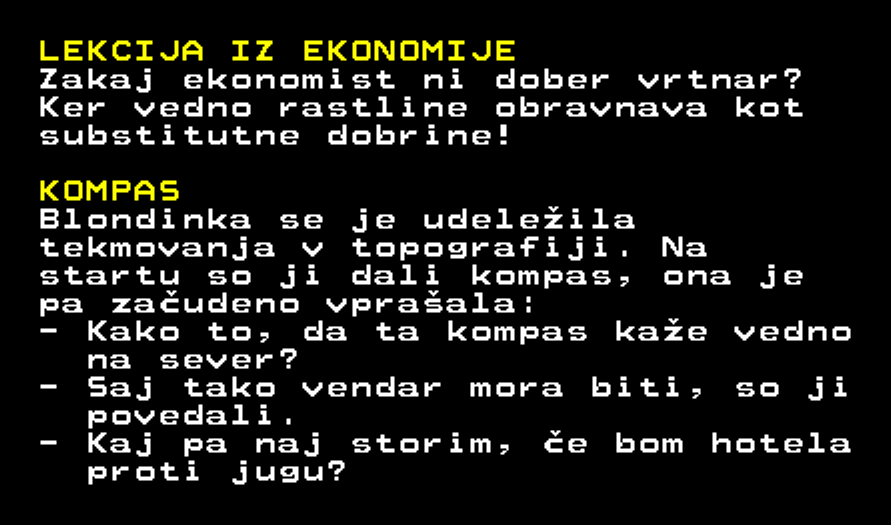 LEKCIJA IZ EKONOMIJE
Zakaj ekonomist ni dober vrtnar?
Ker vedno rastline obravnava kot
substitutne dobrine!
KOMPAS
Blondinka se je udeležila
tekmovanja v topografiji. Na
startu so ji dali kompas, ona je
pa začudeno vprašala:
- Kako to, da ta kompas kaže vedno
na sever?
- Saj tako vendar mora biti, so ji
povedali.
- Kaj pa naj storim, če bom hotela
proti jugu?